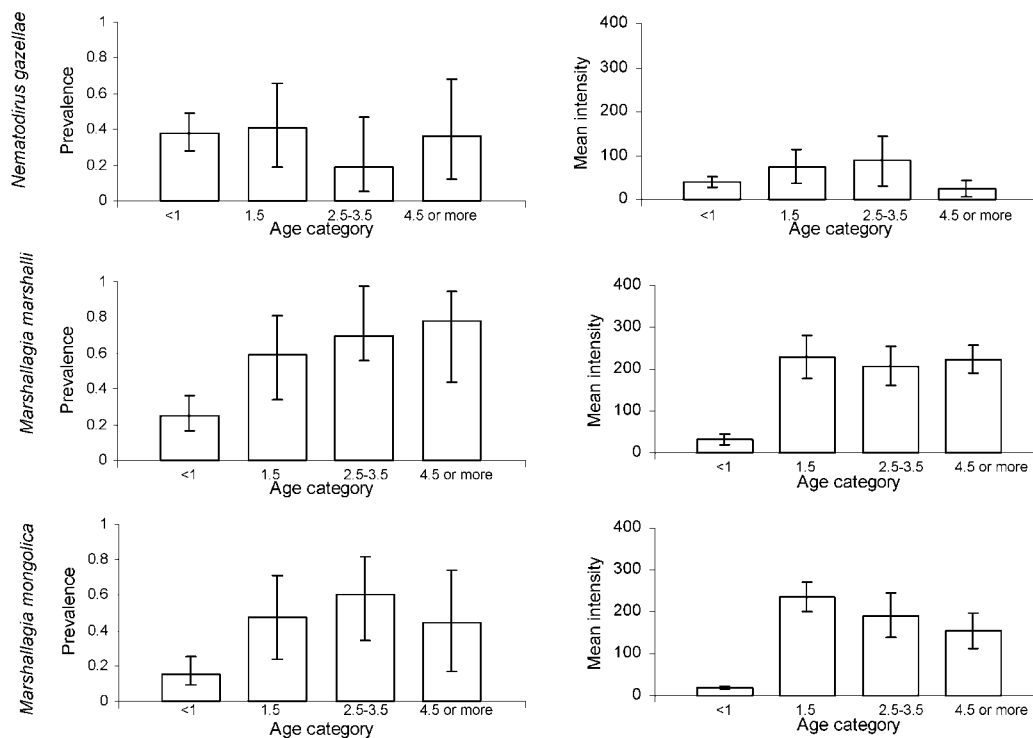 Nematodirus gazellae
Prevalence
1
0.8
0.6
0.4
0.2
0
<1
1.5
2.5-3.5
4.5 or more
Age category
Mean intensity
400
300
200
100
0
<1
1.5
2.5-3.5
4.5 or more
Age category
Marshallagia marshalli
Prevalence
1
0.8
0.6
0.4
0.2
0
<1
1.5
2.5-3.5
4.5 or more
Age category
Mean intensity
400
300
200
100
0
<1
1.5
2.5-3.5
4.5 or more
Age category
Marshallagia mongolica
Prevalence
1
0.8
0.6
0.4
0.2
0
<1
1.5
2.5-3.5
4.5 or more
Age category
Mean intensity
400
300
200
100
0
<1
1.5
2.5-3.5
4.5 or more
Age category